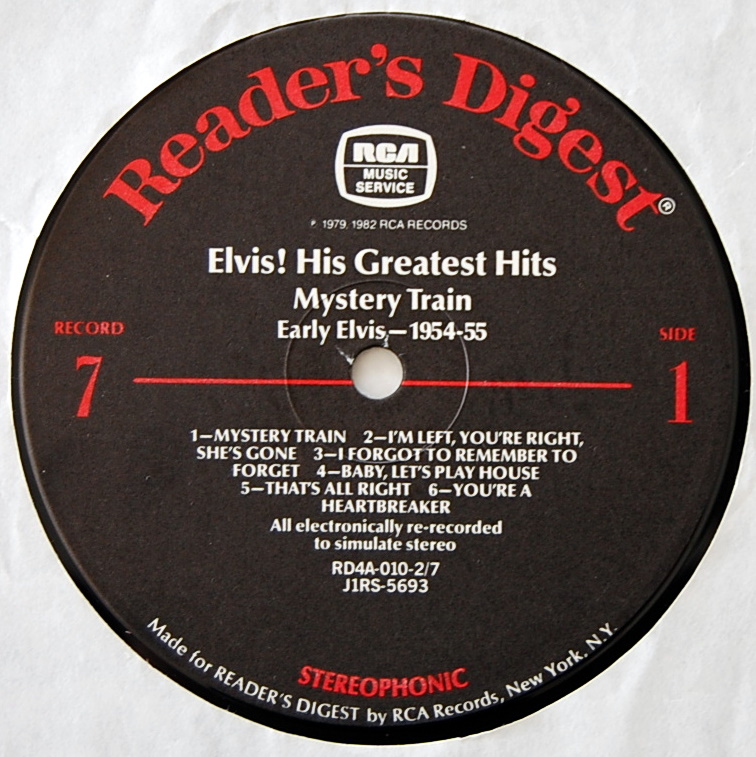 Reader's Digest®
RCA
MUSIC
SERVICE
℗ 1979, 1982 RCA RECORDS
Elvis! His Greatest Hits
Mystery Train
Early Elvis—1954-55
RECORD
7
SIDE
1
1—MYSTERY TRAIN 2—I'M LEFT, YOU'RE RIGHT,
SHE'S GONE 3—I FORGOT TO REMEMBER TO
FORGET 4—BABY, LET'S PLAY HOUSE
5—THAT'S ALL RIGHT 6—YOU'RE A
HEARTBREAKER
All electronically re-recorded
to simulate stereo
RD4A-010-2/7
J1RS-5693
STEREOPHONIC
Made for READER'S DIGEST by RCA Records, New York, N.Y.